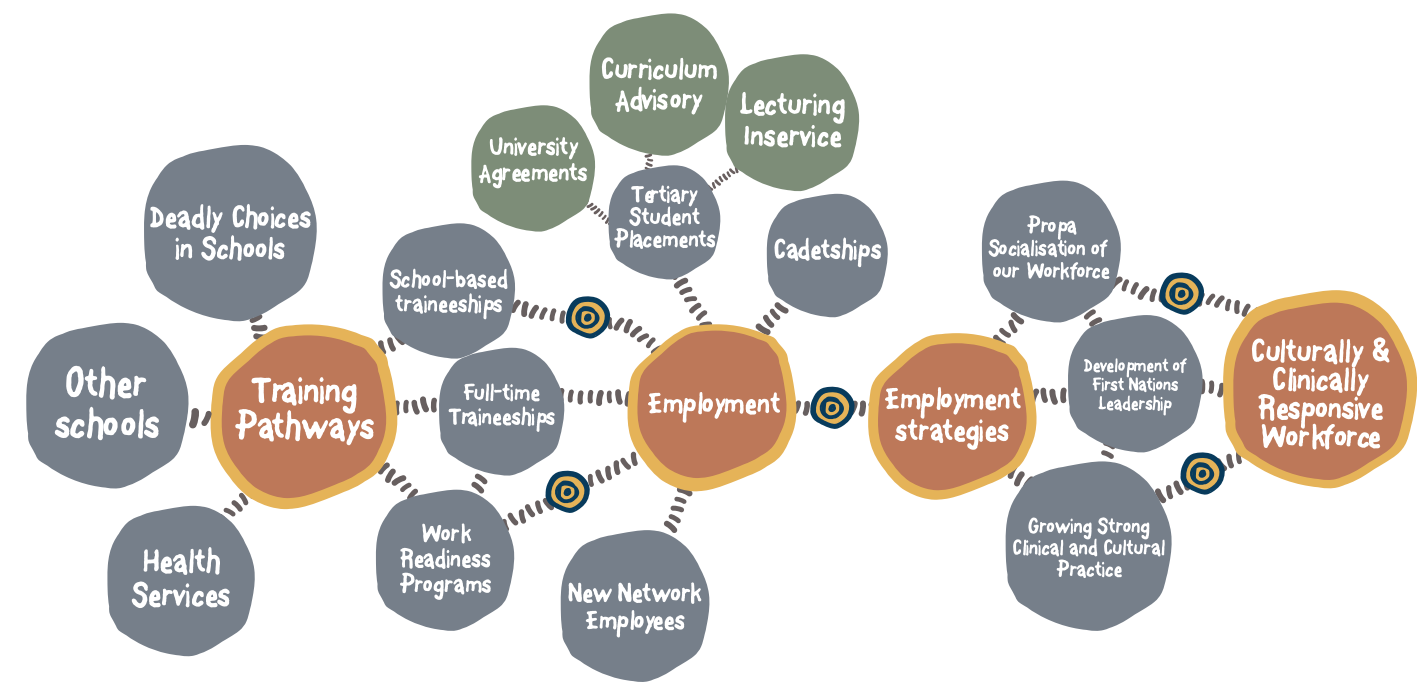 Curriculum
Advisory
Lecturing
Inservice
University
Agreements
Tertiary
Student
Placements
Deadly Choices
in Schools
School-based
traineeships
Cadetships
Propa
Socialisation of
our Workforce
Other
schools
Training
Pathways
Full-time
Traineeships
Employment
Employment
strategies
Development of
First Nations
Leadership
Culturally &
Clinically
Responsive
Workforce
Health
Services
Work
Readiness
Programs
New Network
Employees
Growing Strong
Clinical and Cultural
Practice